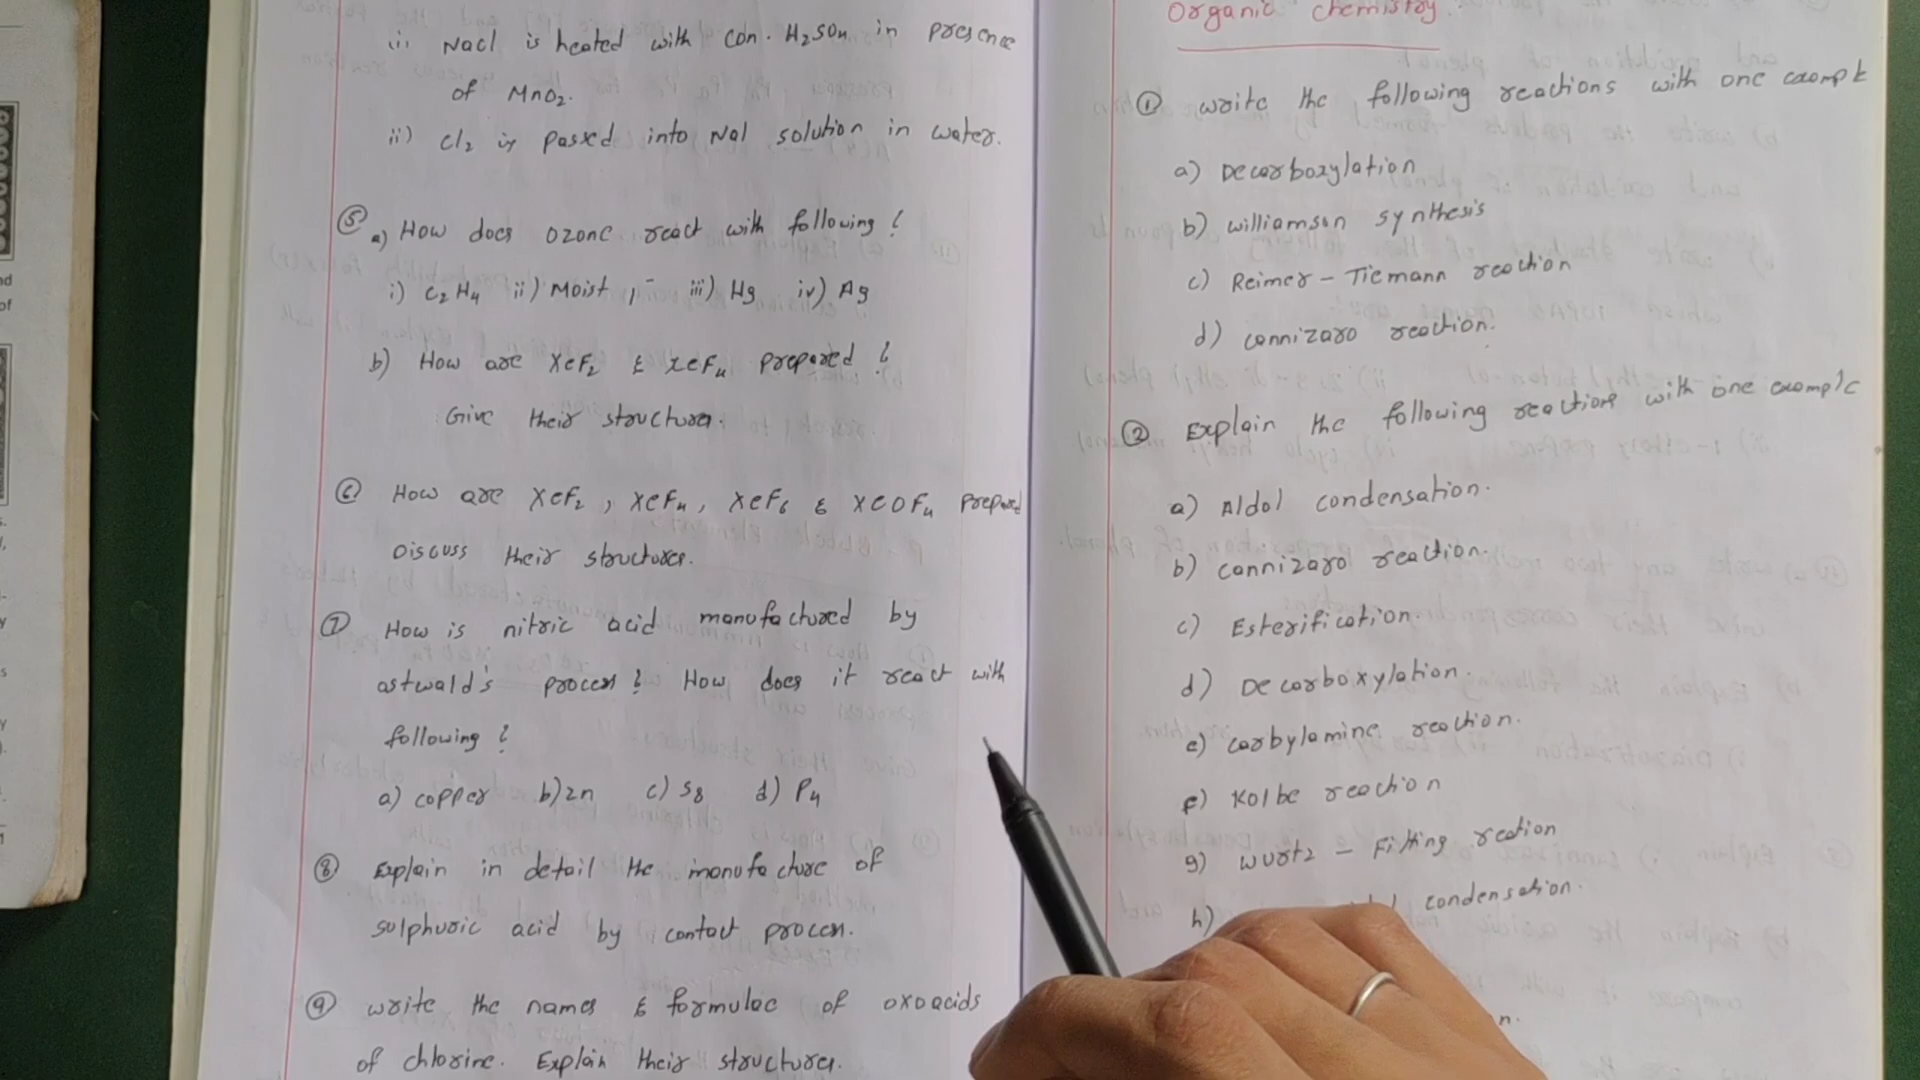 i) Nacl is heated with con. H2SO4 in presence
of MnO2.
ii) Cl2 is passed into NaI solution in water.
5 a) How does ozone react with following?
i) C2H4 ii) Moist I- iii) Hg iv) Ag
b) How are XeF2 & XeF4 prepared?
Give their structures.
6 How are XeF2, XeF4, XeF6 & XeOF4 prepared
Discuss their structures.
7 How is nitric acid manufactured by
ostwald's process? How does it react with
following?
a) copper b) zn c) S8 d) P4
8 Explain in detail the manufacture of
sulphuric acid by contact process.
9 write the names & formulae of oxoacids
of chlorine. Explain their structures.
Organic chemistry
1 write the following reactions with one example
a) Decarboxylation
b) williamson synthesis
c) Reimer - Tiemann reaction
d) cannizaro reaction.
2 Explain the following reactions with one example
a) Aldol condensation.
b) cannizaro reaction.
c) Esterification.
d) Decarboxylation.
e) carbylamine reaction.
f) Kolbe reaction
g) wurtz - Fitting reation
h) condensation.